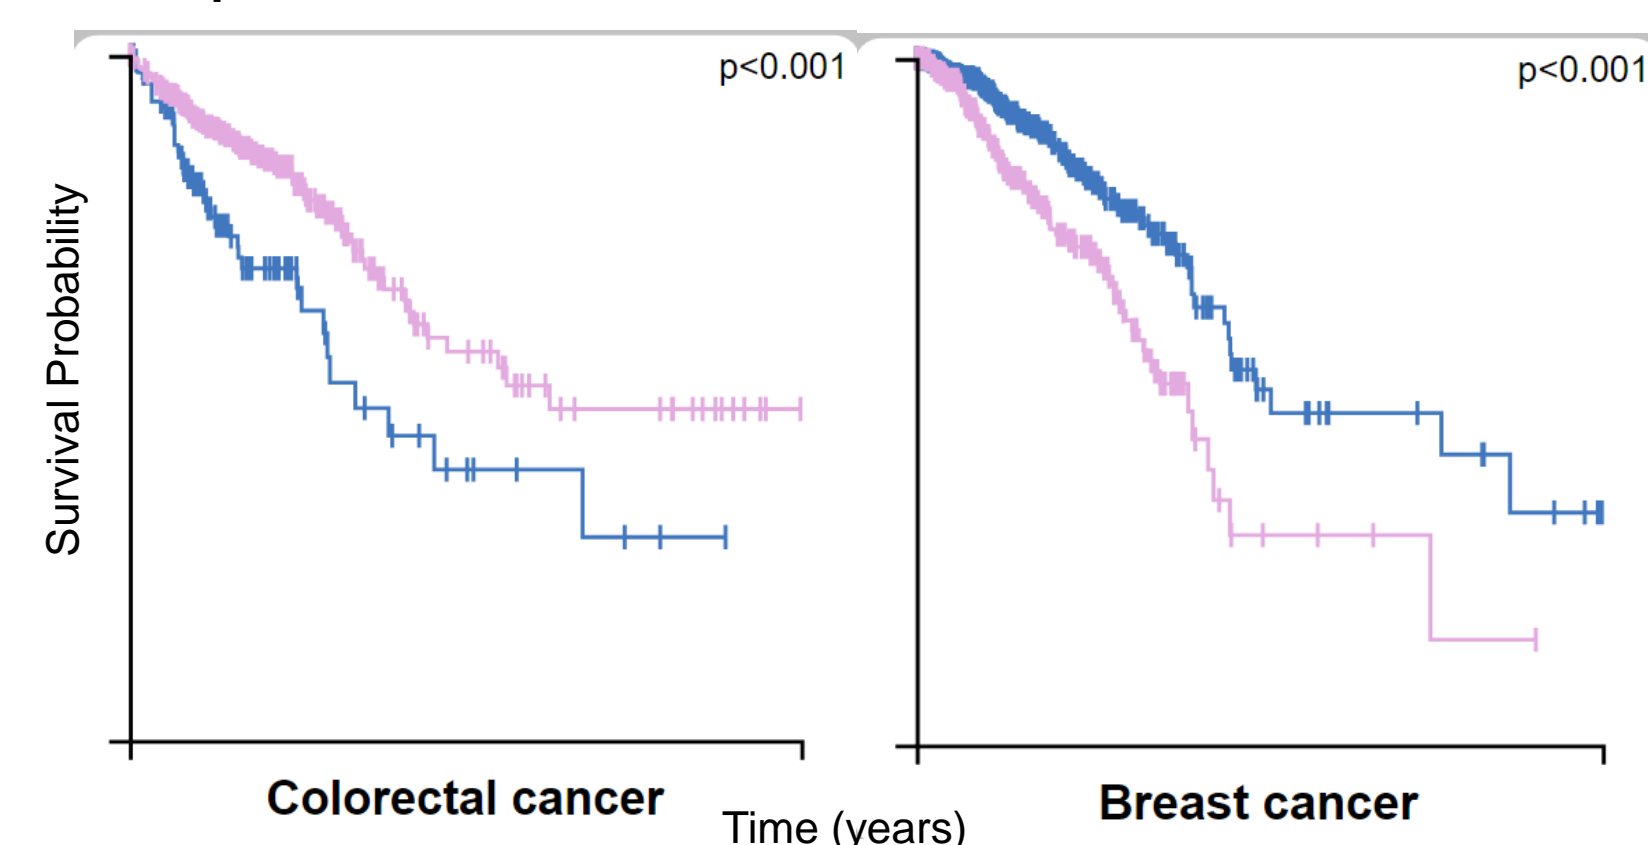 p<0.001
p<0.001
Survival Probability
Colorectal cancer
Breast cancer
Time (years)